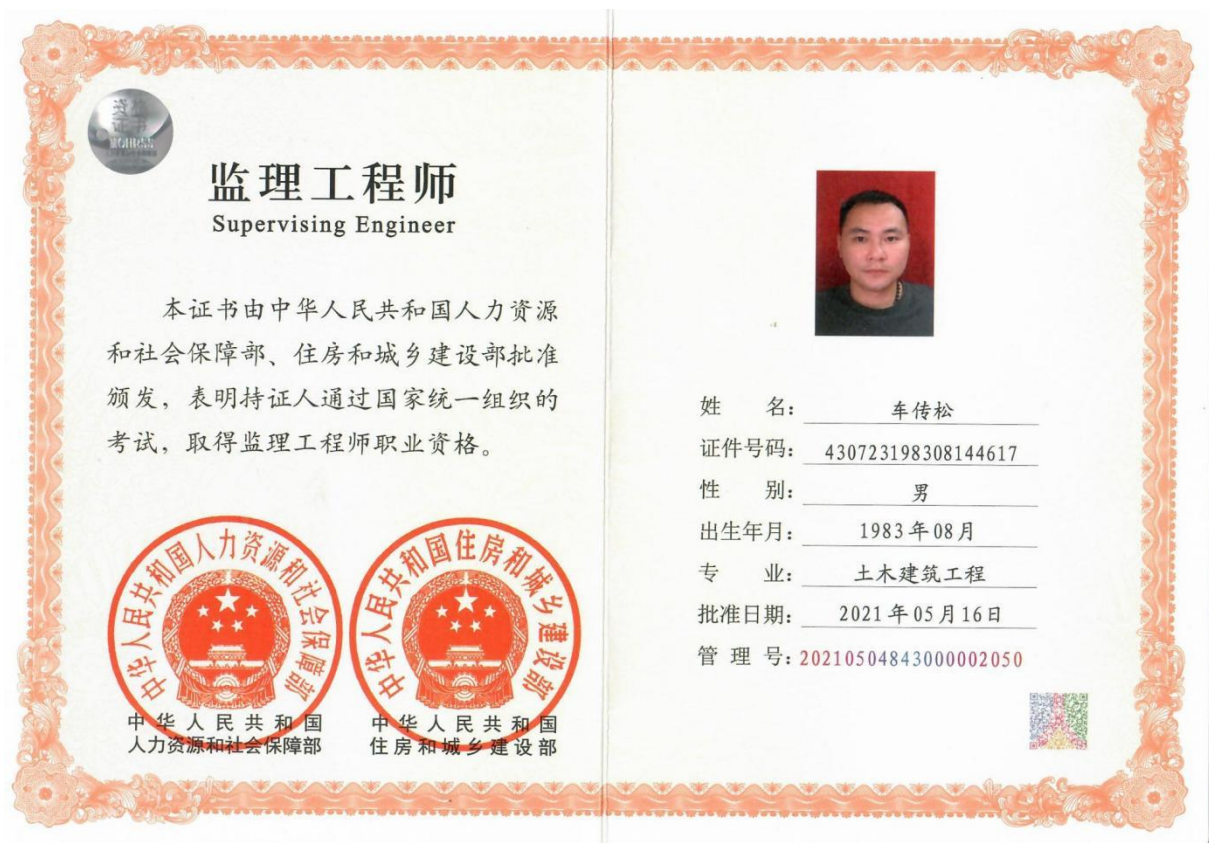 监理工程师
Supervising Engineer
本证书由中华人民共和国人力资源
和社会保障部、住房和城乡建设部批准
颁发，表明持证人通过国家统一组织的
考试，取得监理工程师职业资格。
中华人民共和国人力资源和社会保障部
中华人民共和国住房和城乡建设部
中华人民共和国
人力资源和社会保障部
中华人民共和国
住房和城乡建设部
姓 名：车传松
证件号码：430723198308144617
性 别：男
出生年月：1983年08月
专 业：土木建筑工程
批准日期：2021年05月16日
管 理 号：20210504843000002050